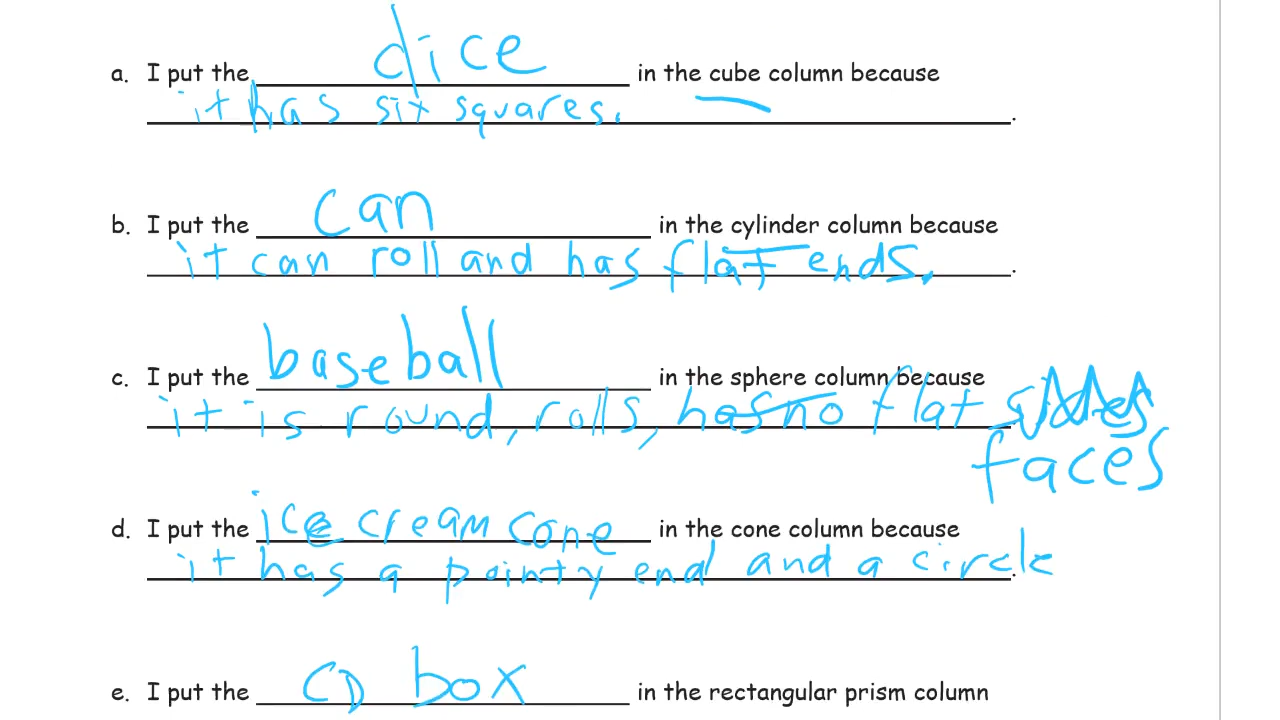 a. I put the dice in the cube column because
it has six squares. .
b. I put the can in the cylinder column because
it can roll and has flat ends. .
c. I put the baseball in the sphere column because
it is round, rolls, has no flat
faces
d. I put the ice cream cone in the cone column because
it has a pointy end and a circle .
e. I put the CD box in the rectangular prism column